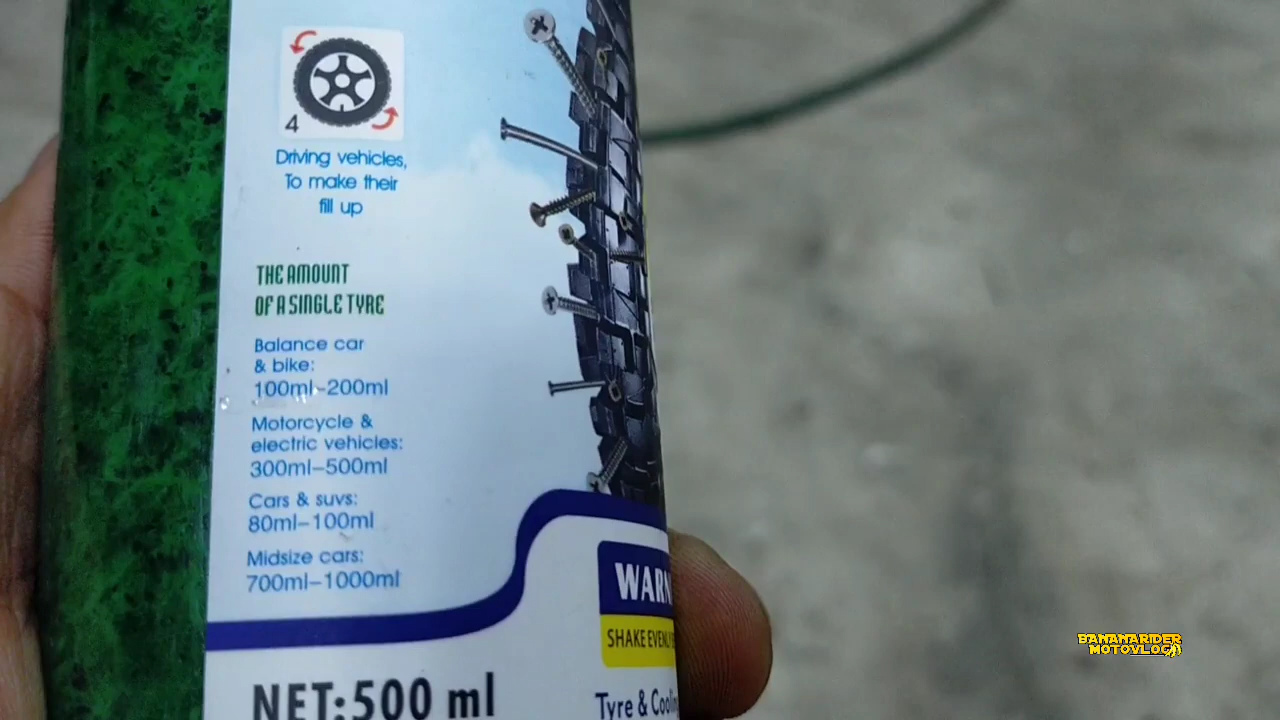 4
Driving vehicles,
To make their
fill up
THE AMOUNT
OF A SINGLE TYRE
Balance car
& bike:
100ml-200ml
Motorcycle &
electric vehicles:
300ml-500ml
Cars & suvs:
80ml-100ml
Midsize cars:
700ml-1000ml
WARN
SHAKE EVENLY
NET:500 ml
Tyre & Coolin
BANANARIDER
MOTOVLOG